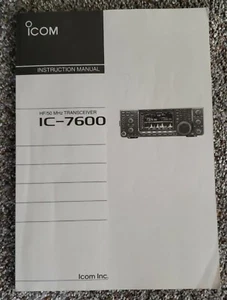 ICOM
INSTRUCTION MANUAL
HF/50 MHz TRANSCEIVER
IC-7600
Icom Inc.